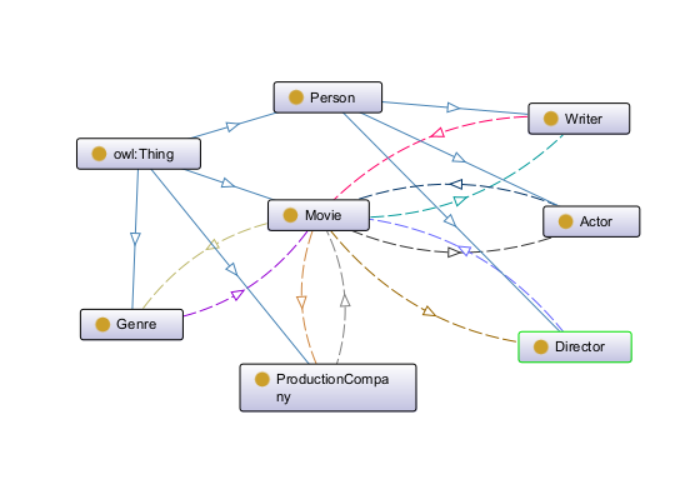 Person
Writer
owl:Thing
Movie
Actor
Genre
Director
ProductionCompa
ny